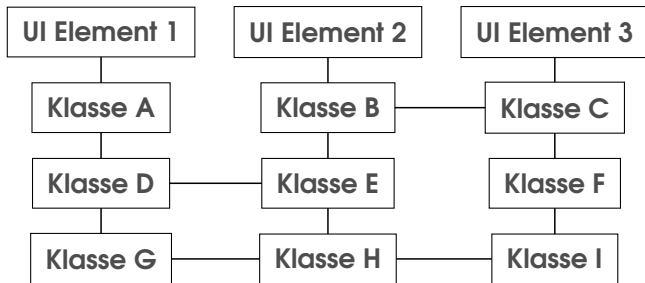 UI Element 1
UI Element 2
UI Element 3
Klasse A
Klasse B
Klasse C
Klasse D
Klasse E
Klasse F
Klasse G
Klasse H
Klasse I